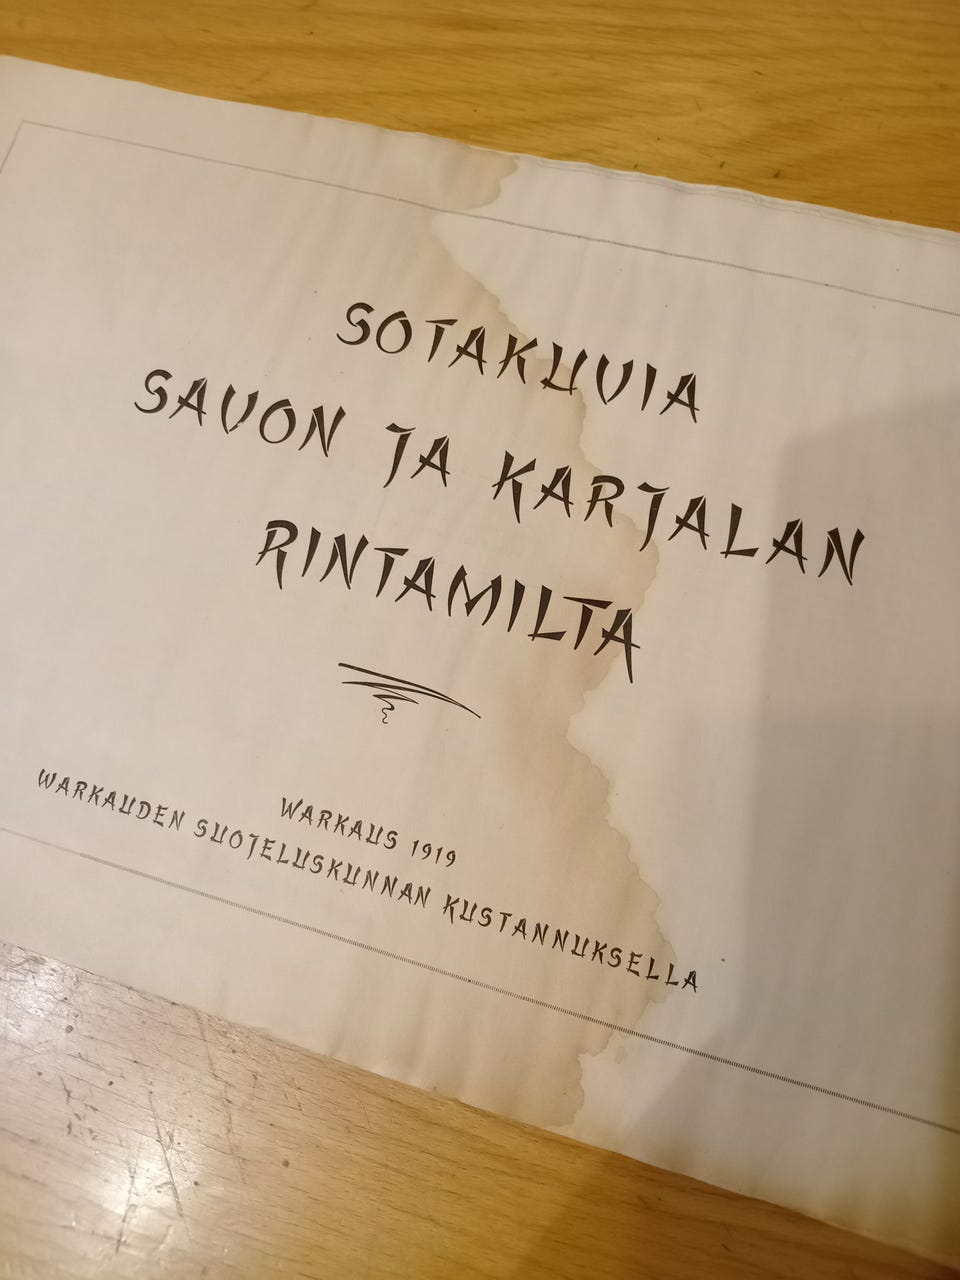 SOTAKUVIA
SAVON JA KARJALAN
RINTAMILTA
WARKAUS 1919
WARKAUDEN SUOJELUSKUNNAN KUSTANNUKSELLA